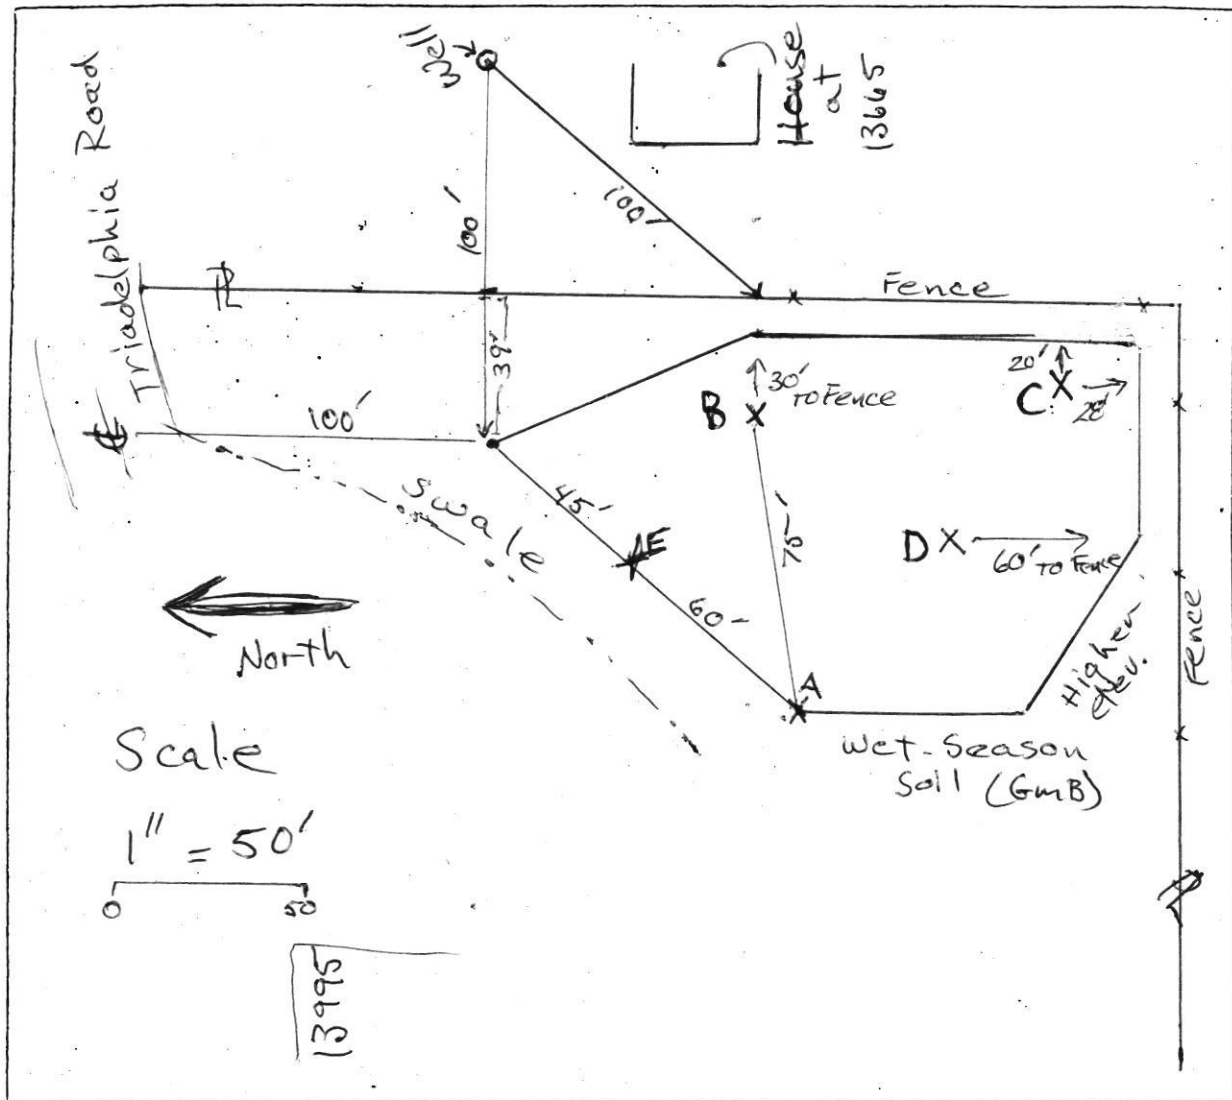 Well
House
at
13665
Triadelphia Road
100'
100'
Fence
39'
100'
B
30'
To Fence
20'
C
28'
Swale
45'
E
75'
D
60' To Fence
60'
North
A
Higher
elev.
Fence
Wet-Season
Soil (GmB)
Scale
1" = 50'
0
50
13995